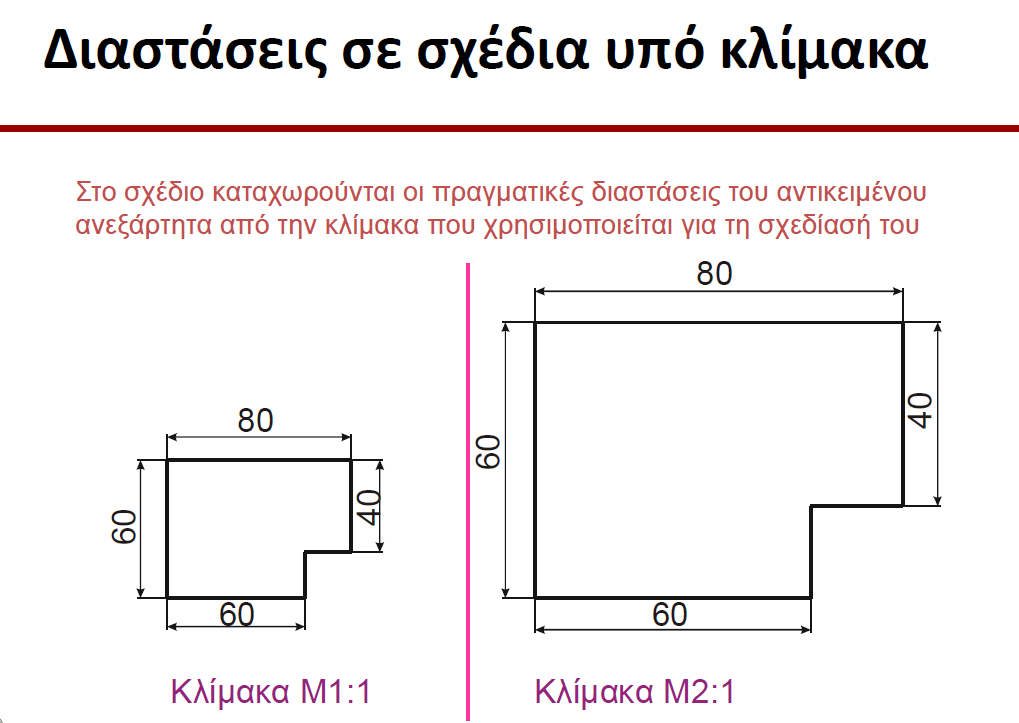 Διαστάσεις σε σχέδια υπό κλίμακα
Στο σχέδιο καταχωρούνται οι πραγματικές διαστάσεις του αντικειμένου
ανεξάρτητα από την κλίμακα που χρησιμοποιείται για τη σχεδίασή του
80
60
40
60
Κλίμακα Μ1:1
80
60
40
60
Κλίμακα Μ2:1